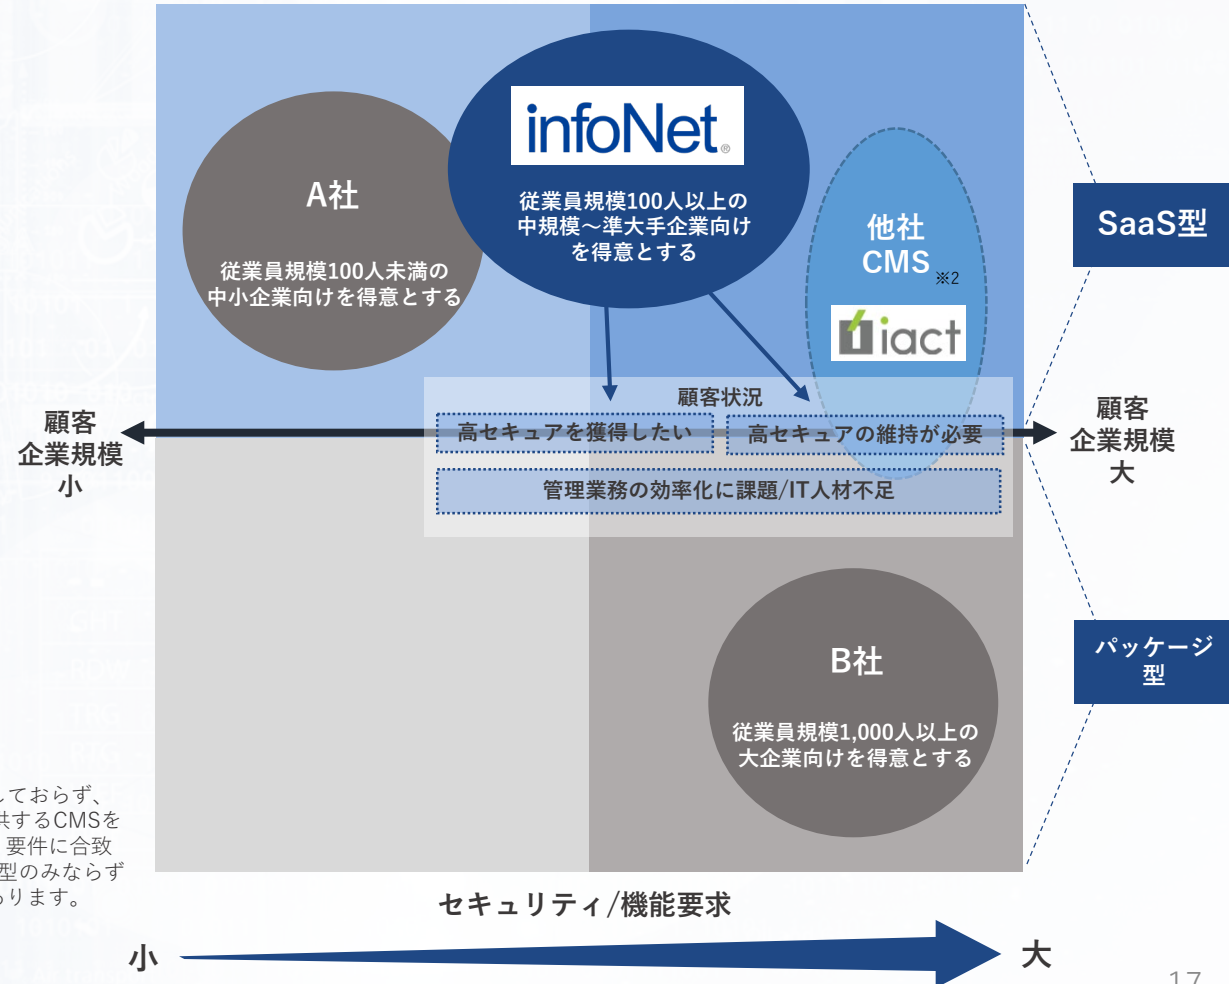 infoNet®
従業員規模100人以上の
中規模～準大手企業向け
を得意とする
A社
従業員規模100人未満の
中小企業向けを得意とする
他社
CMS ※2
iact
SaaS型
顧客状況
高セキュアを獲得したい
高セキュアの維持が必要
管理業務の効率化に課題/IT人材不足
顧客
企業規模
小
顧客
企業規模
大
B社
従業員規模1,000人以上の
大企業向けを得意とする
パッケージ
型
しておらず、
供するCMSを
要件に合致
型のみならず
あります。
セキュリティ/機能要求
小
大
17